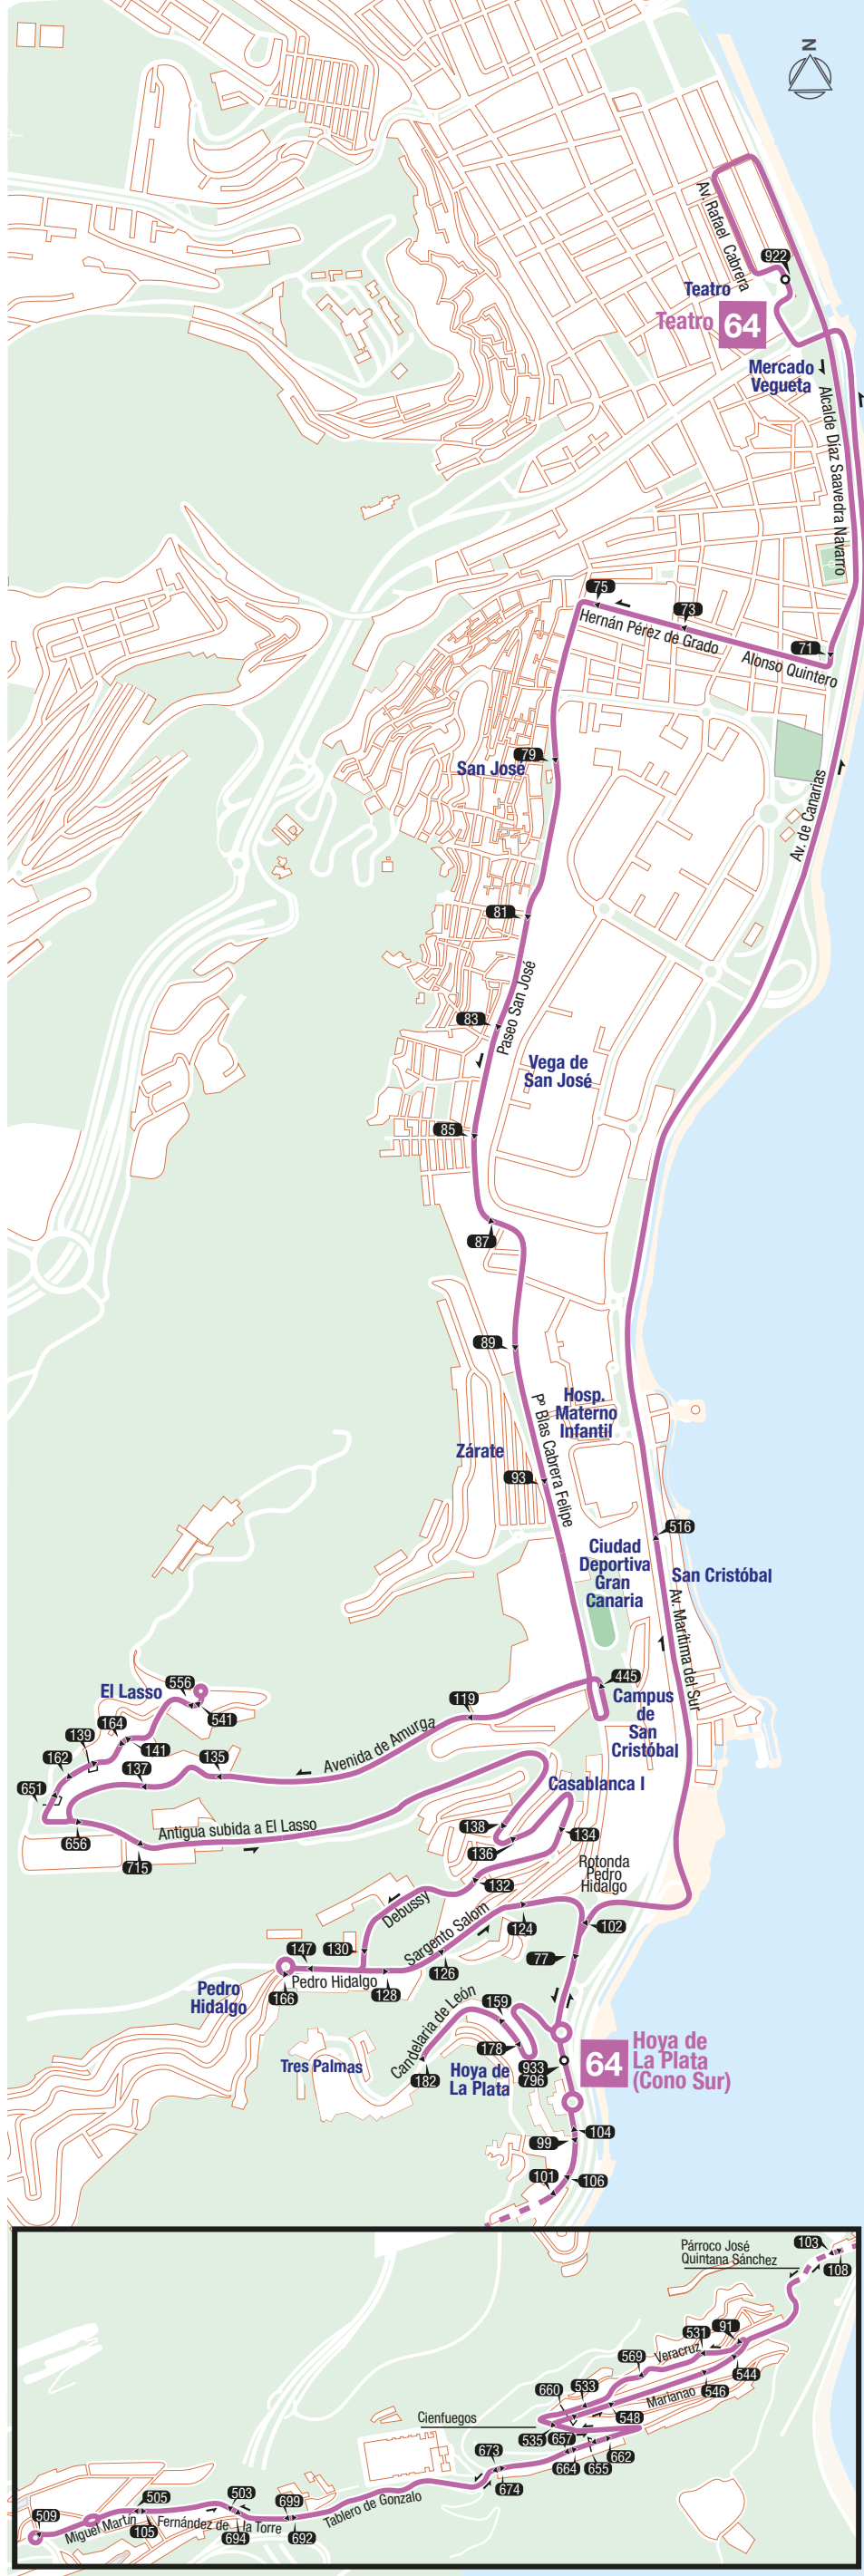 N
Av. Rafael Cabrera
922
Teatro
Teatro 64
Mercado
Vegueta
Alcalde Díaz Saavedra Navarro
75
73
Hernán Pérez de Grado
71
Alonso Quintero
79
San José
Av. de Canarias
81
Paseo San José
83
Vega de
San José
85
87
89
Pº Blas Cabrera Felipe
Hosp.
Materno
Infantil
Zárate
93
516
Ciudad
Deportiva
Gran
Canaria
San Cristóbal
Av. Marítima del Sur
445
Campus
de
San
Cristóbal
556
El Lasso
541
119
139
164
141
Avenida de Amurga
162
137
135
651
Casablanca I
656
715
Antigua subida a El Lasso
138
136
134
Rotonda
Pedro
Hidalgo
132
Debussy
Sargento Salom
124
102
147
130
126
77
Pedro Hidalgo
166
128
Pedro
Hidalgo
Candelaria de León
159
178
Tres Palmas
182
Hoya de
La Plata
933
796
64
Hoya de
La Plata
(Cono Sur)
104
99
101
106
Párroco José
Quintana Sánchez
103
108
91
531
Veracruz
569
544
546
Marianao
533
660
548
Cienfuegos
535
657
662
655
664
673
674
Tablero de Gonzalo
699
692
503
694
Fernández de la Torre
505
105
Miguel Martín
509